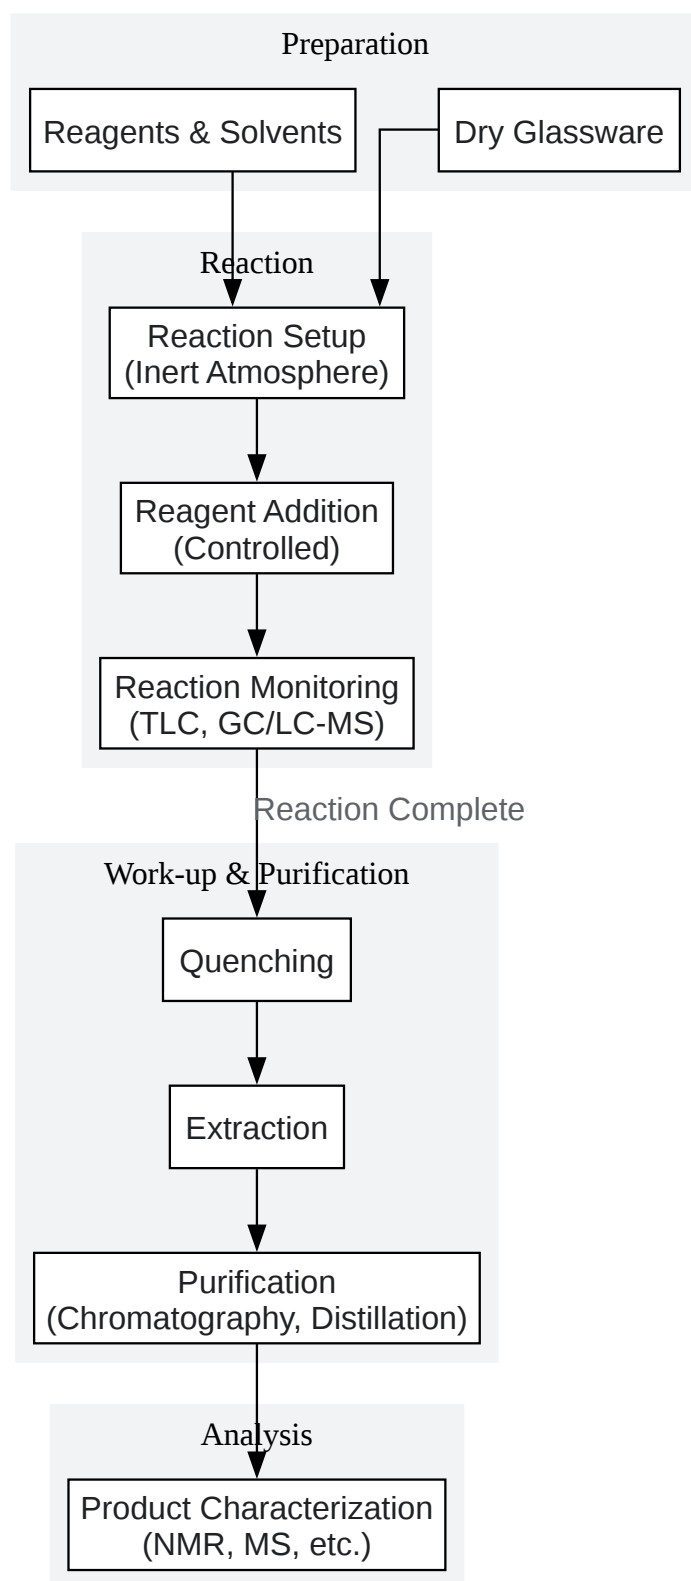 Preparation
Reagents & Solvents
Dry Glassware
Reaction
Reaction Setup
(Inert Atmosphere)
Reagent Addition
(Controlled)
Reaction Monitoring
(TLC, GC/LC-MS)
Reaction Complete
Work-up & Purification
Quenching
Extraction
Purification
(Chromatography, Distillation)
Analysis
Product Characterization
(NMR, MS, etc.)